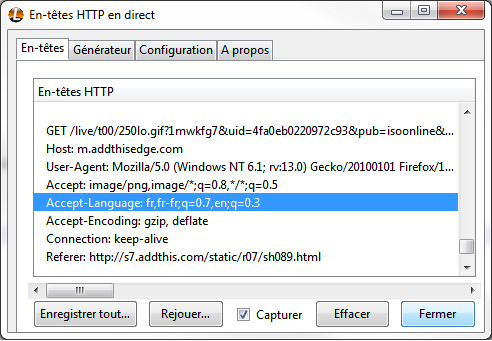 En-têtes HTTP en direct
En-têtes Générateur Configuration A propos
En-têtes HTTP
GET /live/t00/250lo.gif?1mwkfg7&uid=4fa0eb0220972c93&pub=isoonline&...
Host: m.addthisedge.com
User-Agent: Mozilla/5.0 (Windows NT 6.1; rv:13.0) Gecko/20100101 Firefox/1...
Accept: image/png,image/*;q=0.8,*/*;q=0.5
Accept-Language: fr,fr-fr;q=0.7,en;q=0.3
Accept-Encoding: gzip, deflate
Connection: keep-alive
Referer: http://s7.addthis.com/static/r07/sh089.html
Enregistrer tout... Rejouer... Capturer Effacer Fermer